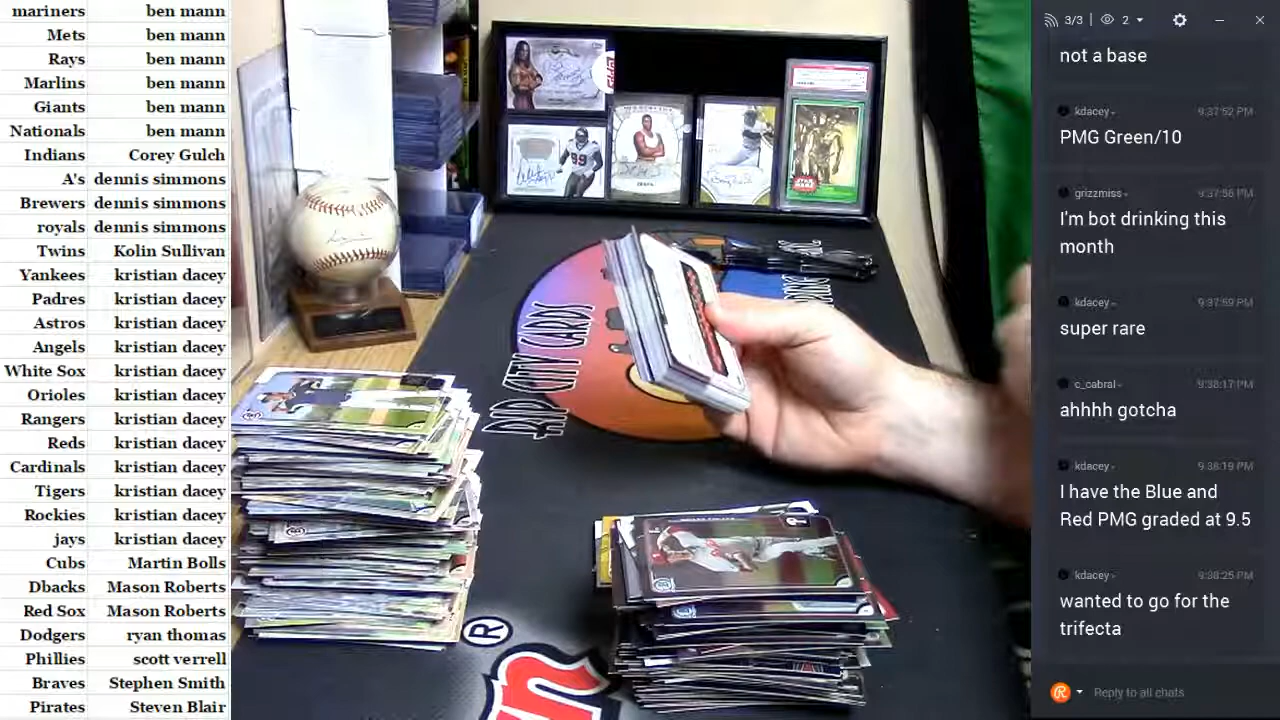 mariners ben mann
Mets ben mann
Rays ben mann
Marlins ben mann
Giants ben mann
Nationals ben mann
Indians Corey Gulch
A's dennis simmons
Brewers dennis simmons
royals dennis simmons
Twins Kolin Sullivan
Yankees kristian dacey
Padres kristian dacey
Astros kristian dacey
Angels kristian dacey
White Sox kristian dacey
Orioles kristian dacey
Rangers kristian dacey
Reds kristian dacey
Cardinals kristian dacey
Tigers kristian dacey
Rockies kristian dacey
jays kristian dacey
Cubs Martin Bolls
Dbacks Mason Roberts
Red Sox Mason Roberts
Dodgers ryan thomas
Phillies scott verrell
Braves Stephen Smith
Pirates Steven Blair
STAR WARS
RIP CITY CARDS
®
3/3 | 2
not a base
kdacey 9:37:52 PM
PMG Green/10
grizzmiss 9:37:56 PM
I'm bot drinking this
month
kdacey 9:37:59 PM
super rare
c_cabral 9:38:17 PM
ahhhh gotcha
kdacey 9:38:19 PM
I have the Blue and
Red PMG graded at 9.5
kdacey 9:38:25 PM
wanted to go for the
trifecta
Reply to all chats